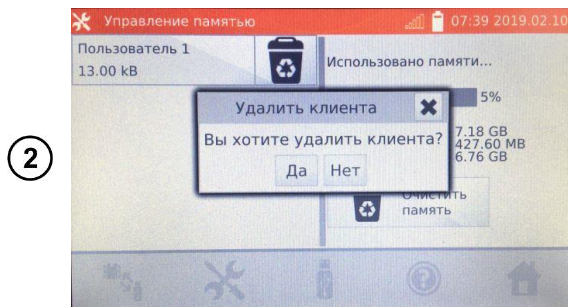 Управление памятью
07:39 2019.02.10
Пользователь 1
13.00 kB
Использовано памяти...
5%
Удалить клиента
Вы хотите удалить клиента?
7.18 GB
427.60 MB
6.76 GB
Да
Нет
Очистить
память
2